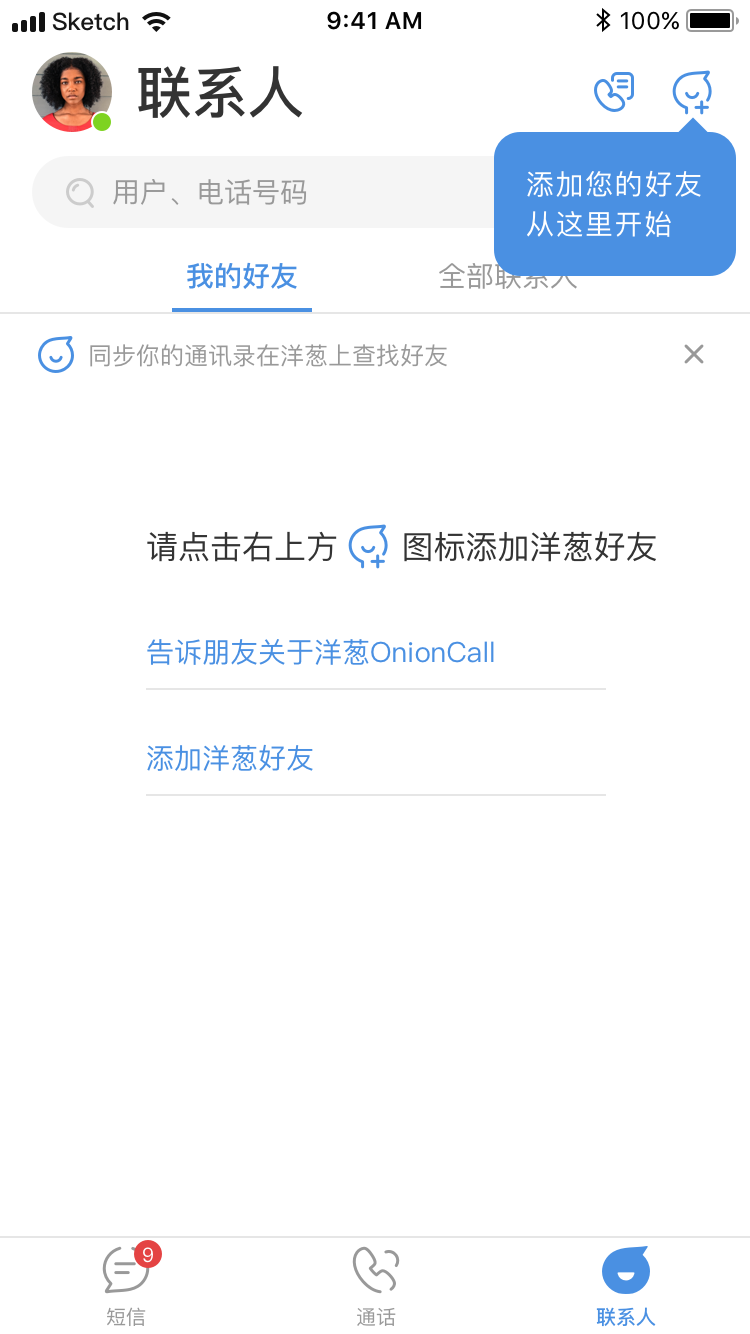 Sketch 9:41 AM 100%
联系人
添加您的好友
从这里开始
用户、电话号码
我的好友 全部联系人
同步你的通讯录在洋葱上查找好友
请点击右上方 图标添加洋葱好友
告诉朋友关于洋葱OnionCall
添加洋葱好友
9
短信 通话 联系人